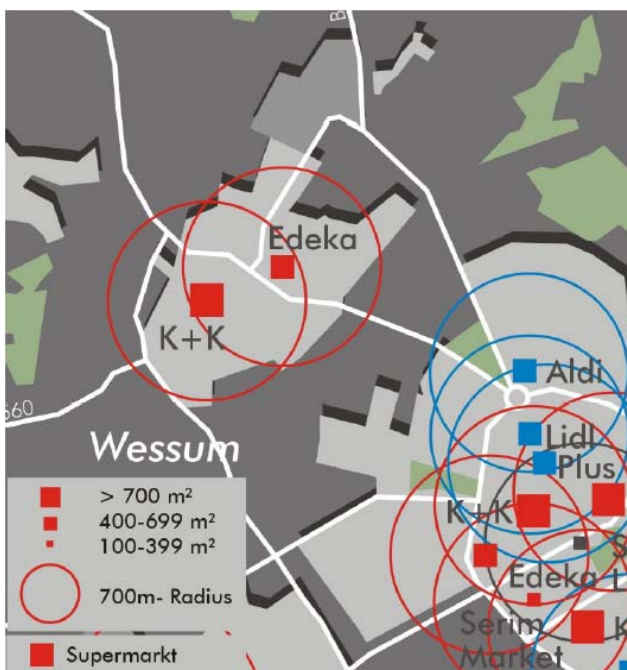 B
Edeka
K+K
560
Aldi
Wessum
Lidl
Plus
> 700 m²
K+K
400-699 m²
S
100-399 m²
Edeka
L
700m- Radius
Serim
K
Supermarkt
Market